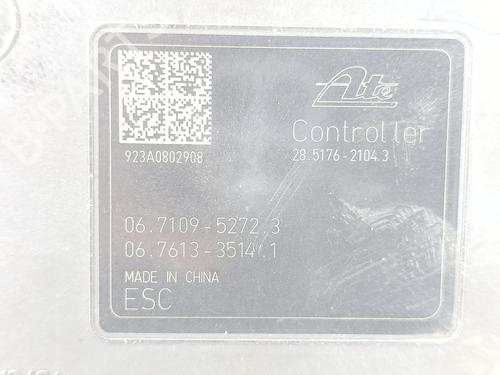 Ate
Controller
923A0802908
28.5176-2104.3
06.7109-5272.3
06.7613-3514.1
MADE IN CHINA
ESC